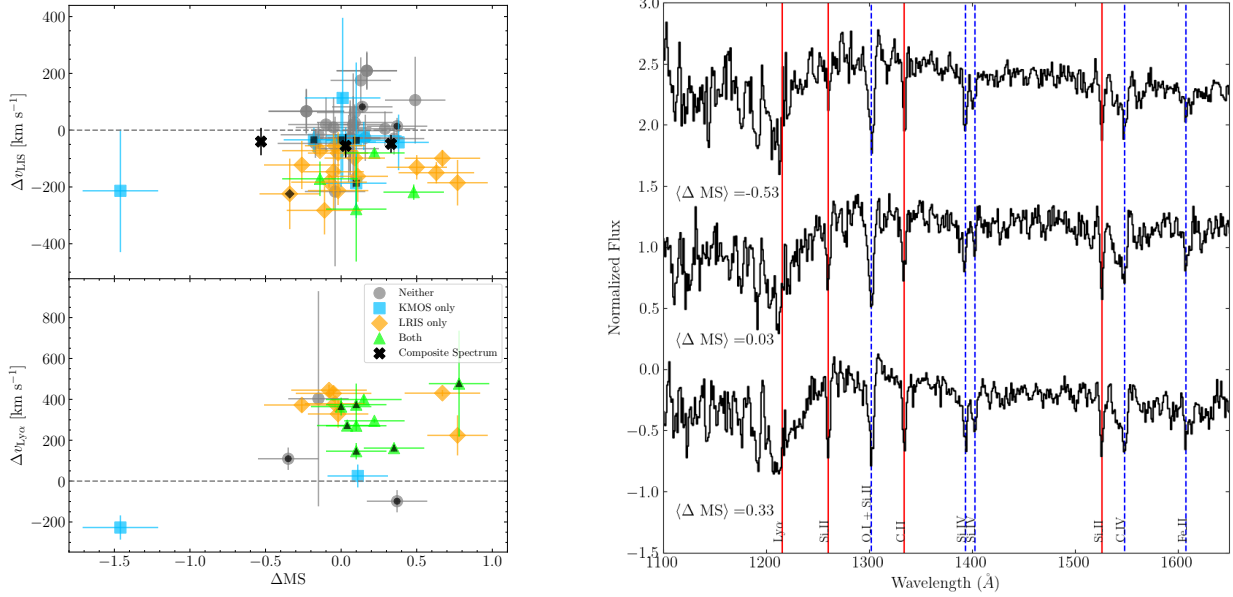 400
200
0
−200
−400
Δv_LIS [km s⁻¹]
800
600
400
200
0
−200
Δv_Lyα [km s⁻¹]
Neither
KMOS only
LRIS only
Both
Composite Spectrum
−1.5
−1.0
−0.5
0.0
0.5
1.0
ΔMS
3.0
2.5
2.0
1.5
1.0
0.5
0.0
−0.5
−1.0
−1.5
Normalized Flux
⟨Δ MS⟩ =-0.53
⟨Δ MS⟩ =0.03
⟨Δ MS⟩ =0.33
Lyα
Si II
O I + Si II
C II
Si IV
Si IV
Si II
C IV
Fe II
1100
1200
1300
1400
1500
1600
Wavelength (Å)